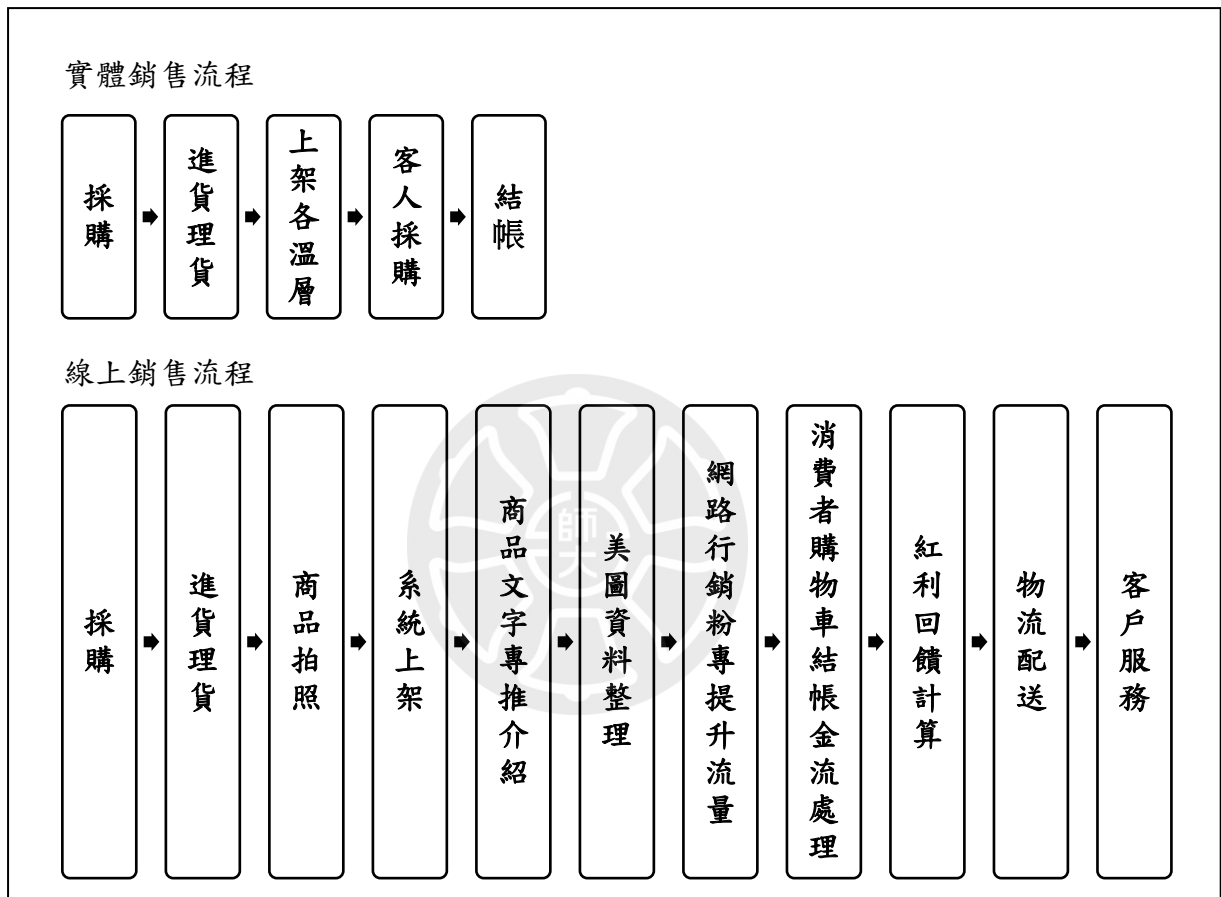 實體銷售流程
採購
進貨理貨
上架各溫層
客人採購
結帳
線上銷售流程
採購
進貨理貨
商品拍照
系統上架
商品文字專推介紹
美圖資料整理
網路行銷粉專提升流量
消費者購物車結帳金流處理
紅利回饋計算
物流配送
客戶服務
師大